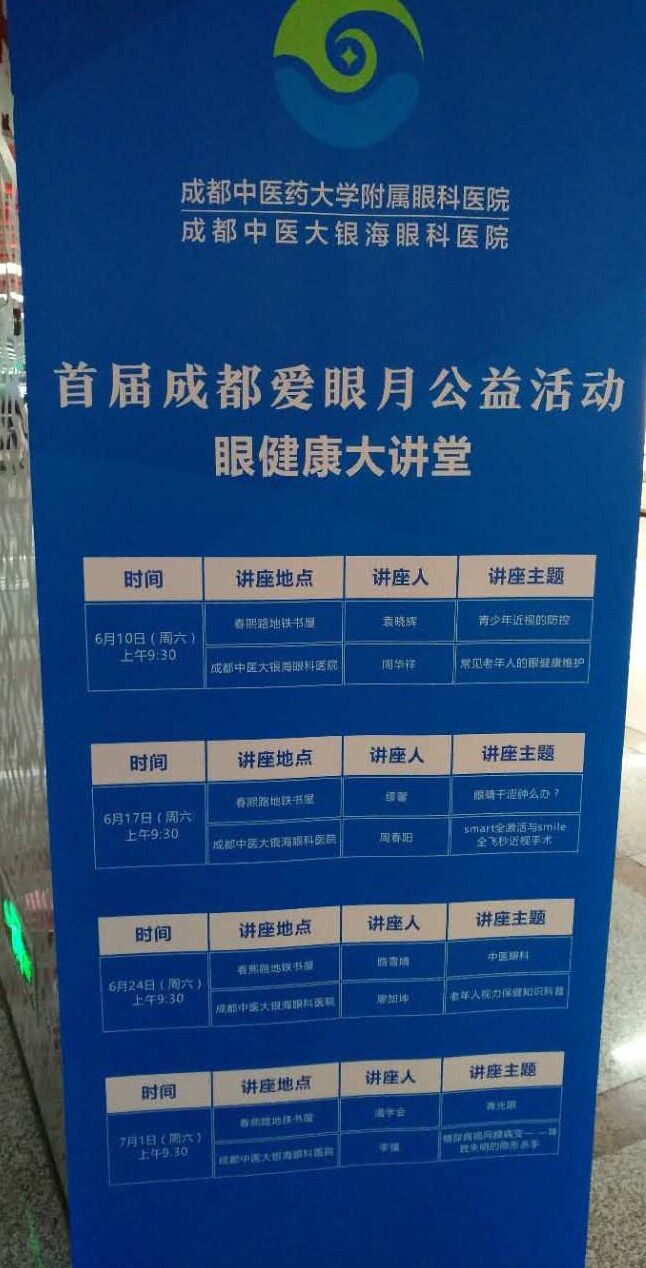 成都中医药大学附属眼科医院
成都中医大银海眼科医院
首届成都爱眼月公益活动
眼健康大讲堂
时间 讲座地点 讲座人 讲座主题
6月10日（周六）
上午9:30
春熙路地铁书屋 袁晓辉 青少年近视的防控
成都中医大银海眼科医院 周华祥 常见老年人的眼健康维护
时间 讲座地点 讲座人 讲座主题
6月17日（周六）
上午9:30
春熙路地铁书屋 缪馨 眼睛干涩肿么办？
成都中医大银海眼科医院 周春阳 smart全激光与smile
全飞秒近视手术
时间 讲座地点 讲座人 讲座主题
6月24日（周六）
上午9:30
春熙路地铁书屋 路雪婧 中医眼科
成都中医大银海眼科医院 廖加坤 老年人视力保健知识科普
时间 讲座地点 讲座人 讲座主题
7月1日（周六）
上午9:30
春熙路地铁书屋 潘学会 青光眼
成都中医大银海眼科医院 李强 糖尿病视网膜病变——导
致失明的隐形杀手